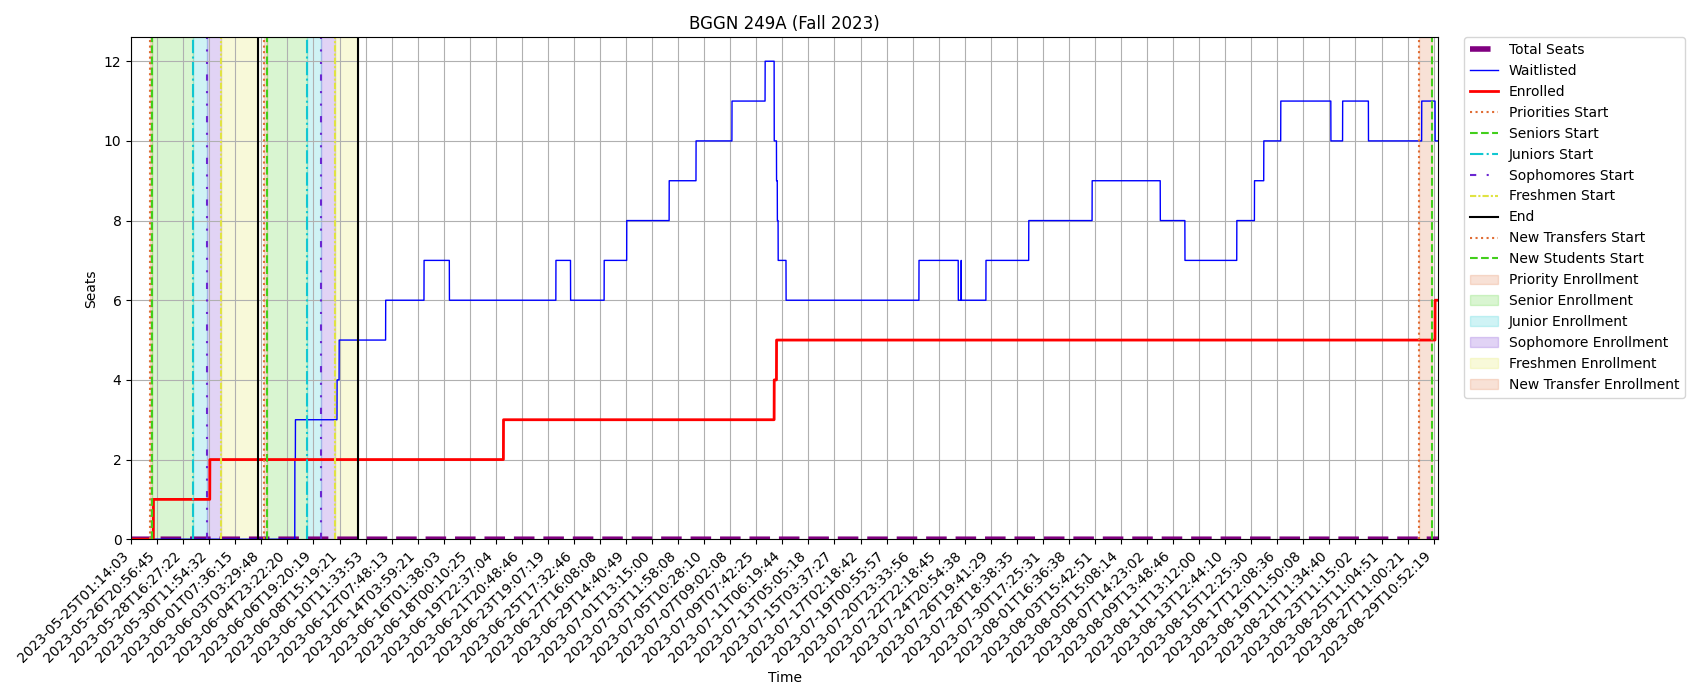 BGGN 249A (Fall 2023)
Seats
12
10
8
6
4
2
0
2023-05-25T01:14:03
2023-05-26T20:56:45
2023-05-28T16:27:22
2023-05-30T11:54:32
2023-06-01T07:36:15
2023-06-03T03:29:48
2023-06-04T23:22:20
2023-06-06T19:20:19
2023-06-08T15:19:21
2023-06-10T11:33:53
2023-06-12T07:48:13
2023-06-14T03:59:21
2023-06-16T01:38:03
2023-06-18T00:10:25
2023-06-19T22:37:04
2023-06-21T20:48:46
2023-06-23T19:07:19
2023-06-25T17:32:46
2023-06-27T16:08:08
2023-06-29T14:40:49
2023-07-01T13:15:00
2023-07-03T11:58:08
2023-07-05T10:28:10
2023-07-07T09:02:08
2023-07-09T07:42:25
2023-07-11T06:19:44
2023-07-13T05:05:18
2023-07-15T03:37:27
2023-07-17T02:18:42
2023-07-19T00:55:57
2023-07-20T23:33:56
2023-07-22T22:18:45
2023-07-24T20:54:38
2023-07-26T19:41:29
2023-07-28T18:38:35
2023-07-30T17:25:31
2023-08-01T16:36:38
2023-08-03T15:42:51
2023-08-05T15:08:14
2023-08-07T14:23:02
2023-08-09T13:48:46
2023-08-11T13:12:00
2023-08-13T12:44:10
2023-08-15T12:25:30
2023-08-17T12:08:36
2023-08-19T11:50:08
2023-08-21T11:34:40
2023-08-23T11:15:02
2023-08-25T11:04:51
2023-08-27T11:00:21
2023-08-29T10:52:19
Time
Total Seats
Waitlisted
Enrolled
Priorities Start
Seniors Start
Juniors Start
Sophomores Start
Freshmen Start
End
New Transfers Start
New Students Start
Priority Enrollment
Senior Enrollment
Junior Enrollment
Sophomore Enrollment
Freshmen Enrollment
New Transfer Enrollment